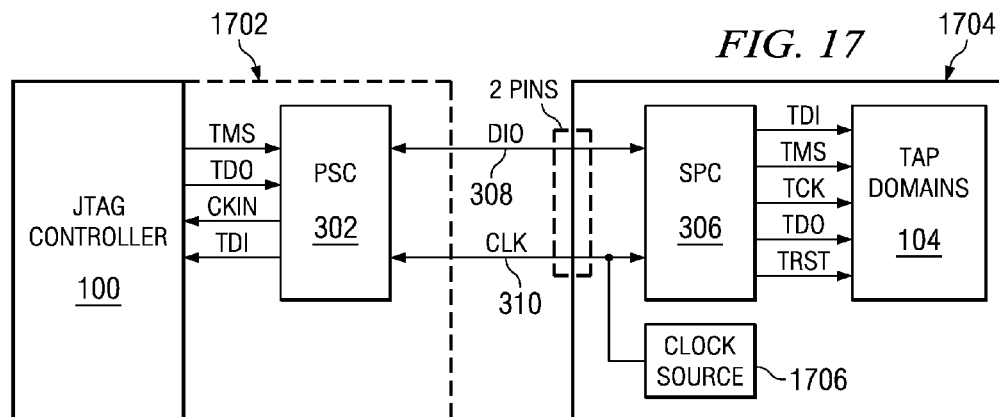 1702
1704
FIG. 17
2 PINS
JTAG
CONTROLLER
100
TMS
TDO
CKIN
TDI
PSC
302
DIO
308
CLK
310
SPC
306
TDI
TMS
TCK
TDO
TRST
TAP
DOMAINS
104
CLOCK
SOURCE
1706